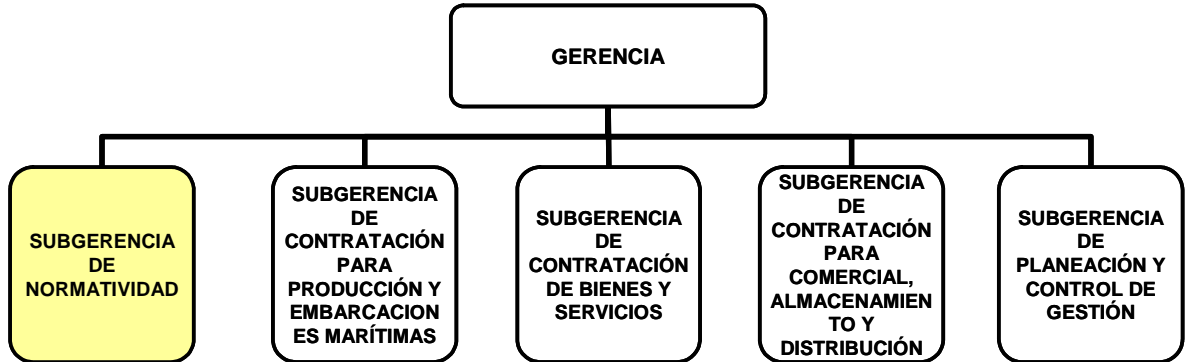 GERENCIA
SUBGERENCIA
DE
NORMATIVIDAD
SUBGERENCIA
DE
CONTRATACIÓN
PARA
PRODUCCIÓN Y
EMBARCACION
ES MARÍTIMAS
SUBGERENCIA
DE
CONTRATACIÓN
DE BIENES Y
SERVICIOS
SUBGERENCIA
DE
CONTRATACIÓN
PARA
COMERCIAL,
ALMACENAMIEN
TO Y
DISTRIBUCIÓN
SUBGERENCIA
DE
PLANEACIÓN Y
CONTROL DE
GESTIÓN